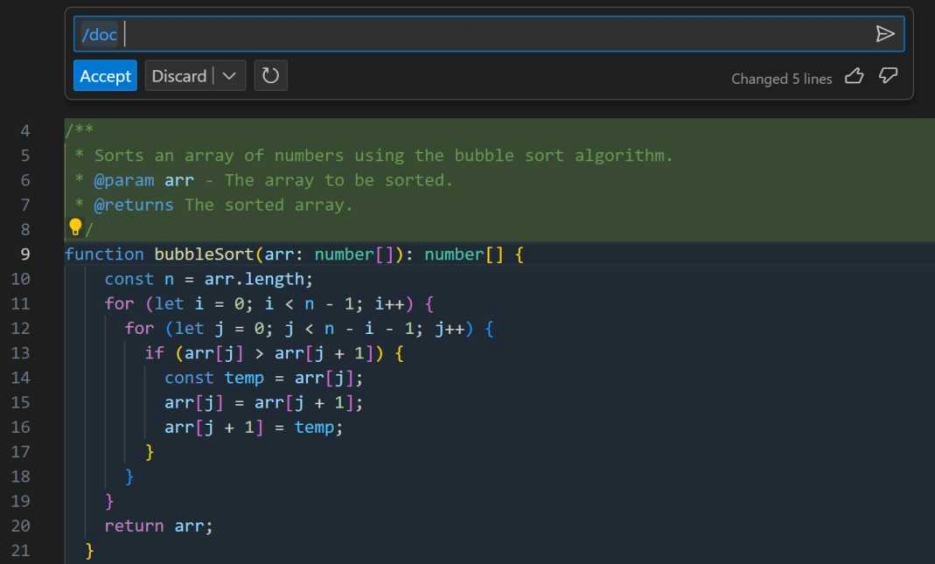 /doc
Accept Discard
Changed 5 lines
4 /**
5 * Sorts an array of numbers using the bubble sort algorithm.
6 * @param arr - The array to be sorted.
7 * @returns The sorted array.
8 /
9 function bubbleSort(arr: number[]): number[] {
10 const n = arr.length;
11 for (let i = 0; i < n - 1; i++) {
12 for (let j = 0; j < n - i - 1; j++) {
13 if (arr[j] > arr[j + 1]) {
14 const temp = arr[j];
15 arr[j] = arr[j + 1];
16 arr[j + 1] = temp;
17 }
18 }
19 }
20 return arr;
21 }